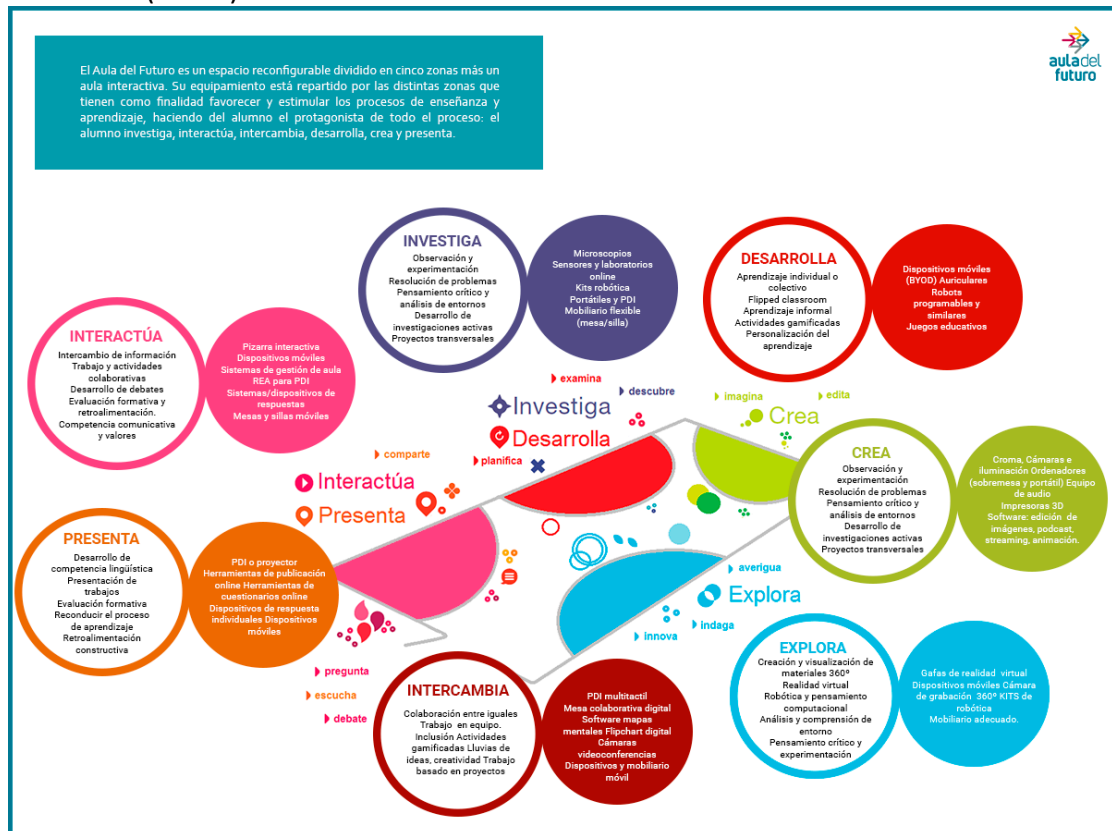 El Aula del Futuro es un espacio reconfigurable dividido en cinco zonas más un
aula interactiva. Su equipamiento está repartido por las distintas zonas que
tienen como finalidad favorecer y estimular los procesos de enseñanza y
aprendizaje, haciendo del alumno el protagonista de todo el proceso: el
alumno investiga, interactúa, intercambia, desarrolla, crea y presenta.
auladel
futuro
INVESTIGA
Observación y
experimentación
Resolución de problemas
Pensamiento crítico y
análisis de entornos
Desarrollo de
investigaciones activas
Proyectos transversales
Microscopios
Sensores y laboratorios
online
Kits robótica
Portátiles y PDI
Mobiliario flexible
(mesa/silla)
DESARROLLA
Aprendizaje individual o
colectivo
Flipped classroom
Aprendizaje informal
Actividades gamificadas
Personalización del
aprendizaje
Dispositivos móviles
(BYOD) Auriculares
Robots
programables y
similares
Juegos educativos
INTERACTÚA
Intercambio de información
Trabajo y actividades
colaborativas
Desarrollo de debates
Evaluación formativa y
retroalimentación.
Competencia comunicativa
y valores
Pizarra interactiva
Dispositivos móviles
Sistemas de gestión de aula
REA para PDI
Sistemas/dispositivos de
respuestas
Mesas y sillas móviles
examina
descubre
Investiga
Desarrolla
planifica
imagina
edita
Crea
comparte
Interactúa
Presenta
CREA
Observación y
experimentación
Resolución de problemas
Pensamiento crítico y
análisis de entornos
Desarrollo de
investigaciones activas
Proyectos transversales
Croma, Cámaras e
iluminación Ordenadores
(sobremesa y portátil) Equipo
de audio
Impresoras 3D
Software: edición de
imágenes, podcast,
streaming, animación.
PRESENTA
Desarrollo de
competencia lingüística
Presentación de
trabajos
Evaluación formativa
Reconducir el proceso
de aprendizaje
Retroalimentación
constructiva
PDI o proyector
Herramientas de publicación
online Herramientas de
cuestionarios online
Dispositivos de respuesta
individuales Dispositivos
móviles
averigua
Explora
indaga
innova
pregunta
escucha
debate
INTERCAMBIA
Colaboración entre iguales
Trabajo en equipo.
Inclusión Actividades
gamificadas Lluvias de
ideas, creatividad Trabajo
basado en proyectos
PDI multitactil
Mesa colaborativa digital
Software mapas
mentales Flipchart digital
Cámaras
videoconferencias
Dispositivos y mobiliario
móvil
EXPLORA
Creación y visualización de
materiales 360º
Realidad virtual
Robótica y pensamiento
computacional
Análisis y comprensión de
entorno
Pensamiento crítico y
experimentación
Gafas de realidad virtual
Dispositivos móviles Cámara
de grabación 360º KITS de
robótica
Mobiliario adecuado.